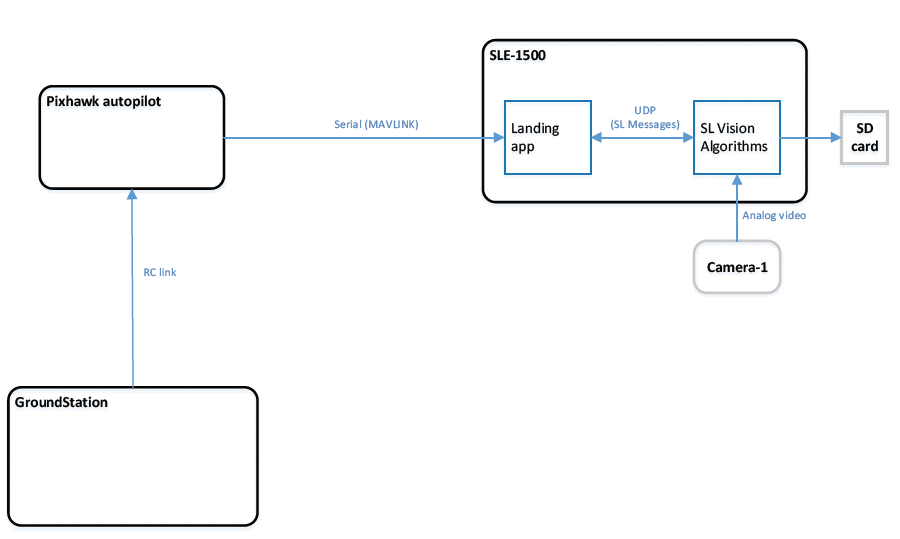 SLE-1500
Pixhawk autopilot
Serial (MAVLINK)
Landing
app
UDP
(SL Messages)
SL Vision
Algorithms
SD
card
Analog video
Camera-1
RC link
GroundStation